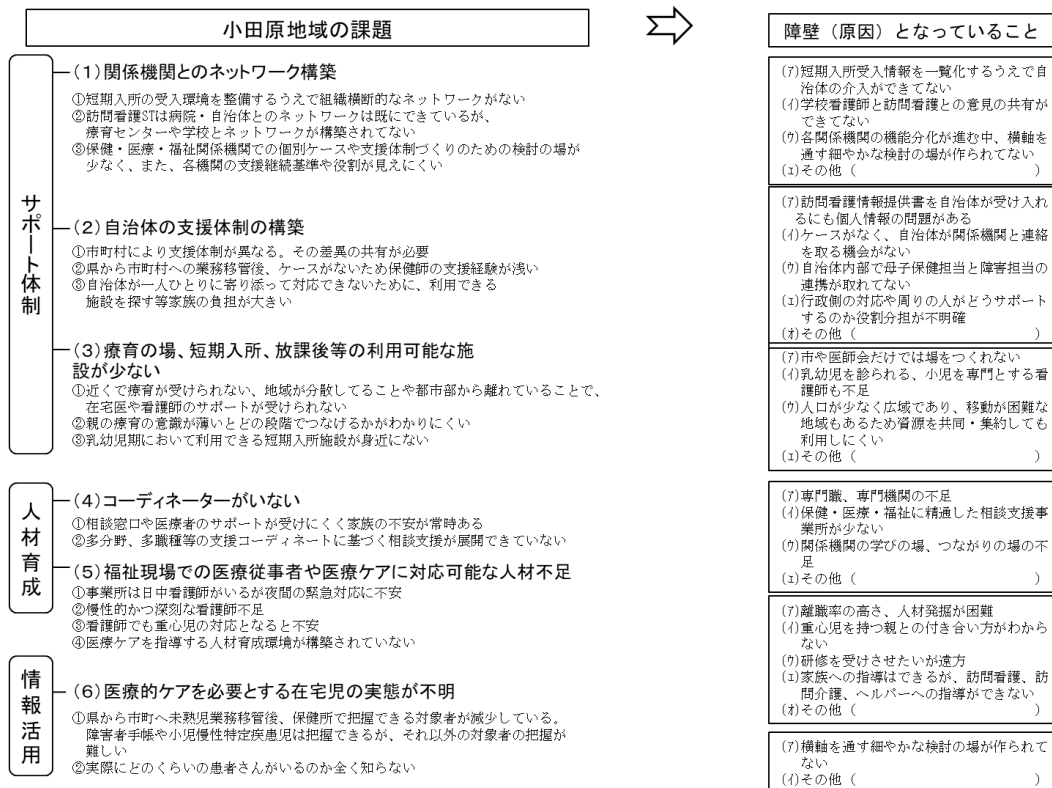 小田原地域の課題
サポート体制
(1)関係機関とのネットワーク構築
①短期入所の受入環境を整備するうえで組織横断的なネットワークがない
②訪問看護STは病院・自治体とのネットワークは既にできているが、
療育センターや学校とネットワークが構築されてない
③保健・医療・福祉関係機関での個別ケースや支援体制づくりのための検討の場が
少なく、また、各機関の支援継続基準や役割が見えにくい
(2)自治体の支援体制の構築
①市町村により支援体制が異なる。その差異の共有が必要
②県から市町村への業務移管後、ケースがないため保健師の支援経験が浅い
③自治体が一人ひとりに寄り添って対応できないために、利用できる
施設を探す等家族の負担が大きい
(3)療育の場、短期入所、放課後等の利用可能な施
設が少ない
①近くで療育が受けられない、地域が分散してることや都市部から離れていることで、
在宅医や看護師のサポートが受けられない
②親の療育の意識が薄いとどの段階でつなげるかがわかりにくい
③乳幼児期において利用できる短期入所施設が身近にない
人材育成
(4)コーディネーターがいない
①相談窓口や医療者のサポートが受けにくく家族の不安が常時ある
②多分野、多職種等の支援コーディネートに基づく相談支援が展開できていない
(5)福祉現場での医療従事者や医療ケアに対応可能な人材不足
①事業所は日中看護師がいるが夜間の緊急対応に不安
②慢性的かつ深刻な看護師不足
③看護師でも重心児の対応となると不安
④医療ケアを指導する人材育成環境が構築されていない
情報活用
(6)医療的ケアを必要とする在宅児の実態が不明
①県から市町へ未熟児業務移管後、保健所で把握できる対象者が減少している。
障害者手帳や小児慢性特定疾患児は把握できるが、それ以外の対象者の把握が
難しい
②実際にどのくらいの患者さんがいるのか全く知らない
障壁（原因）となっていること
(ｱ)短期入所受入情報を一覧化するうえで自
治体の介入ができてない
(ｲ)学校看護師と訪問看護との意見の共有が
できてない
(ｳ)各関係機関の機能分化が進む中、横軸を
通す細やかな検討の場が作られてない
(ｴ)その他（ ）
(ｱ)訪問看護情報提供書を自治体が受け入れ
るにも個人情報の問題がある
(ｲ)ケースがなく、自治体が関係機関と連絡
を取る機会がない
(ｳ)自治体内部で母子保健担当と障害担当の
連携が取れてない
(ｴ)行政側の対応や周りの人がどうサポート
するのか役割分担が不明確
(ｵ)その他（ ）
(ｱ)市や医師会だけでは場をつくれない
(ｲ)乳幼児を診られる、小児を専門とする看
護師も不足
(ｳ)人口が少なく広域であり、移動が困難な
地域もあるため資源を共同・集約しても
利用しにくい
(ｴ)その他（ ）
(ｱ)専門職、専門機関の不足
(ｲ)保健・医療・福祉に精通した相談支援事
業所が少ない
(ｳ)関係機関の学びの場、つながりの場の不
足
(ｴ)その他（ ）
(ｱ)離職率の高さ、人材発掘が困難
(ｲ)重心児を持つ親との付き合い方がわから
ない
(ｳ)研修を受けさせたいが遠方
(ｴ)家族への指導はできるが、訪問看護、訪
問介護、ヘルパーへの指導ができない
(ｵ)その他（ ）
(ｱ)横軸を通す細やかな検討の場が作られて
ない
(ｲ)その他（ ）